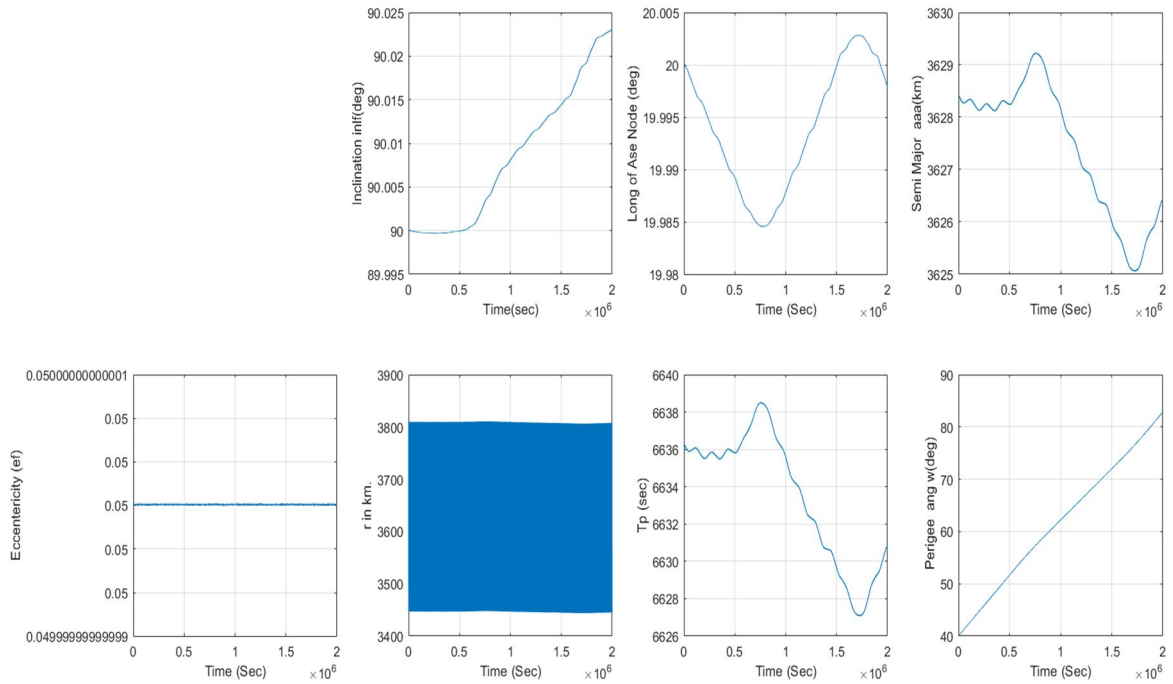 90.025
90.02
90.015
90.01
90.005
90
89.995
Inclination inlf(deg)
0 0.5 1 1.5 2
Time(sec)
×10^6
20.005
20
19.995
19.99
19.985
19.98
Long of Ase Node (deg)
0 0.5 1 1.5 2
Time (Sec)
×10^6
3630
3629
3628
3627
3626
3625
Semi Major aaa(km)
0 0.5 1 1.5 2
Time (Sec)
×10^6
0.05000000000001
0.05
0.05
0.05
0.05
0.05
0.04999999999999
Eccentericity (ef)
0 0.5 1 1.5 2
Time (Sec)
×10^6
3900
3800
3700
3600
3500
3400
r in km.
0 0.5 1 1.5 2
Time (Sec)
×10^6
6640
6638
6636
6634
6632
6630
6628
6626
Tp (sec)
0 0.5 1 1.5 2
Time (Sec)
×10^6
90
80
70
60
50
40
Perigee ang w(deg)
0 0.5 1 1.5 2
Time (Sec)
×10^6